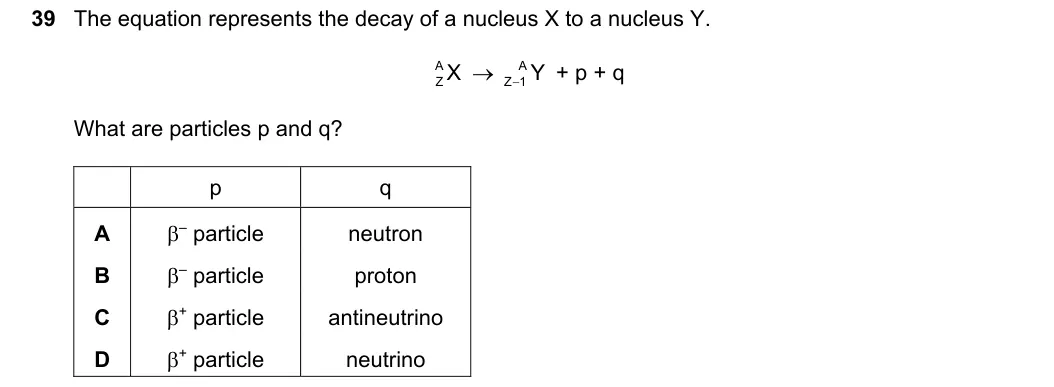 39 The equation represents the decay of a nucleus X to a nucleus Y.
A/Z X → A/Z–1 Y + p + q
What are particles p and q?
p q
A β– particle neutron
B β– particle proton
C β+ particle antineutrino
D β+ particle neutrino